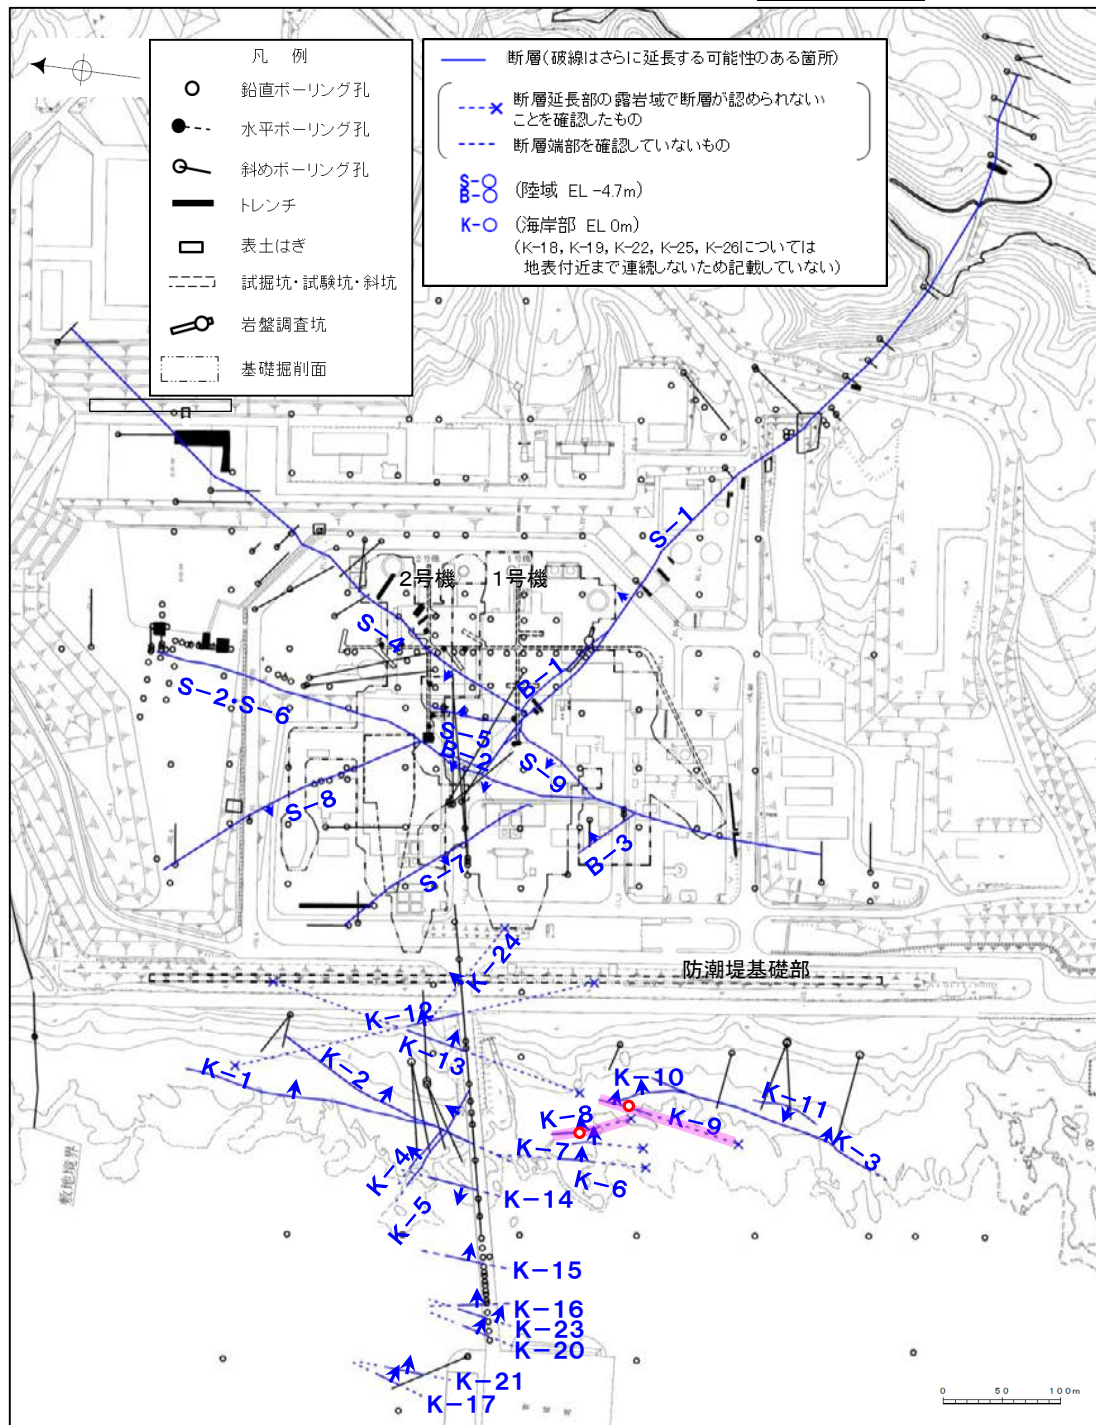 凡 例
鉛直ボーリング孔
水平ボーリング孔
斜めボーリング孔
トレンチ
表土はぎ
試掘坑・試験坑・斜坑
岩盤調査坑
基礎掘削面
断層(破線はさらに延長する可能性のある箇所)
断層延長部の露岩域で断層が認められない
ことを確認したもの
断層端部を確認していないもの
S-○
B-○
(陸域 EL -4.7m)
K-○
(海岸部 EL 0m)
(K-18, K-19, K-22, K-25, K-26については
地表付近まで連続しないため記載していない)
S-1
2号機
1号機
S-4
B-1
S-2・S-6
S-5
B-2
S-9
S-8
B-3
S-7
K-24
防潮堤基礎部
K-12
K-13
K-2
K-1
K-10
K-11
K-8
K-9
K-7
K-3
K-4
K-6
K-5
K-14
K-15
K-16
K-23
K-20
K-21
K-17
敷地境界
0 50 100m